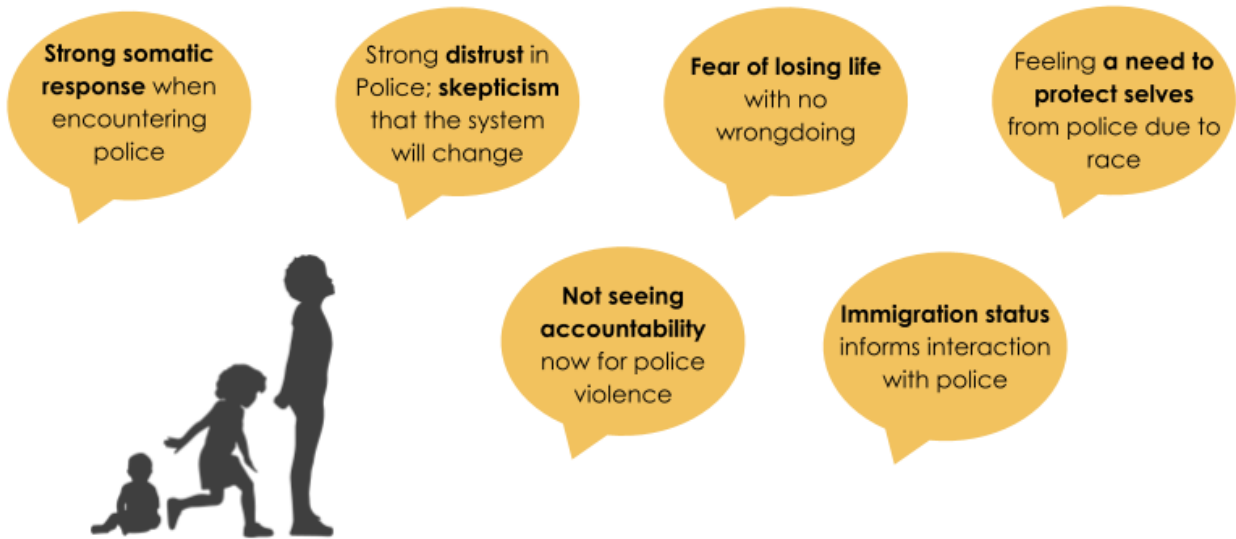 Strong somatic
response when
encountering
police
Strong distrust in
Police; skepticism
that the system
will change
Fear of losing life
with no
wrongdoing
Feeling a need to
protect selves
from police due to
race
Not seeing
accountability
now for police
violence
Immigration status
informs interaction
with police